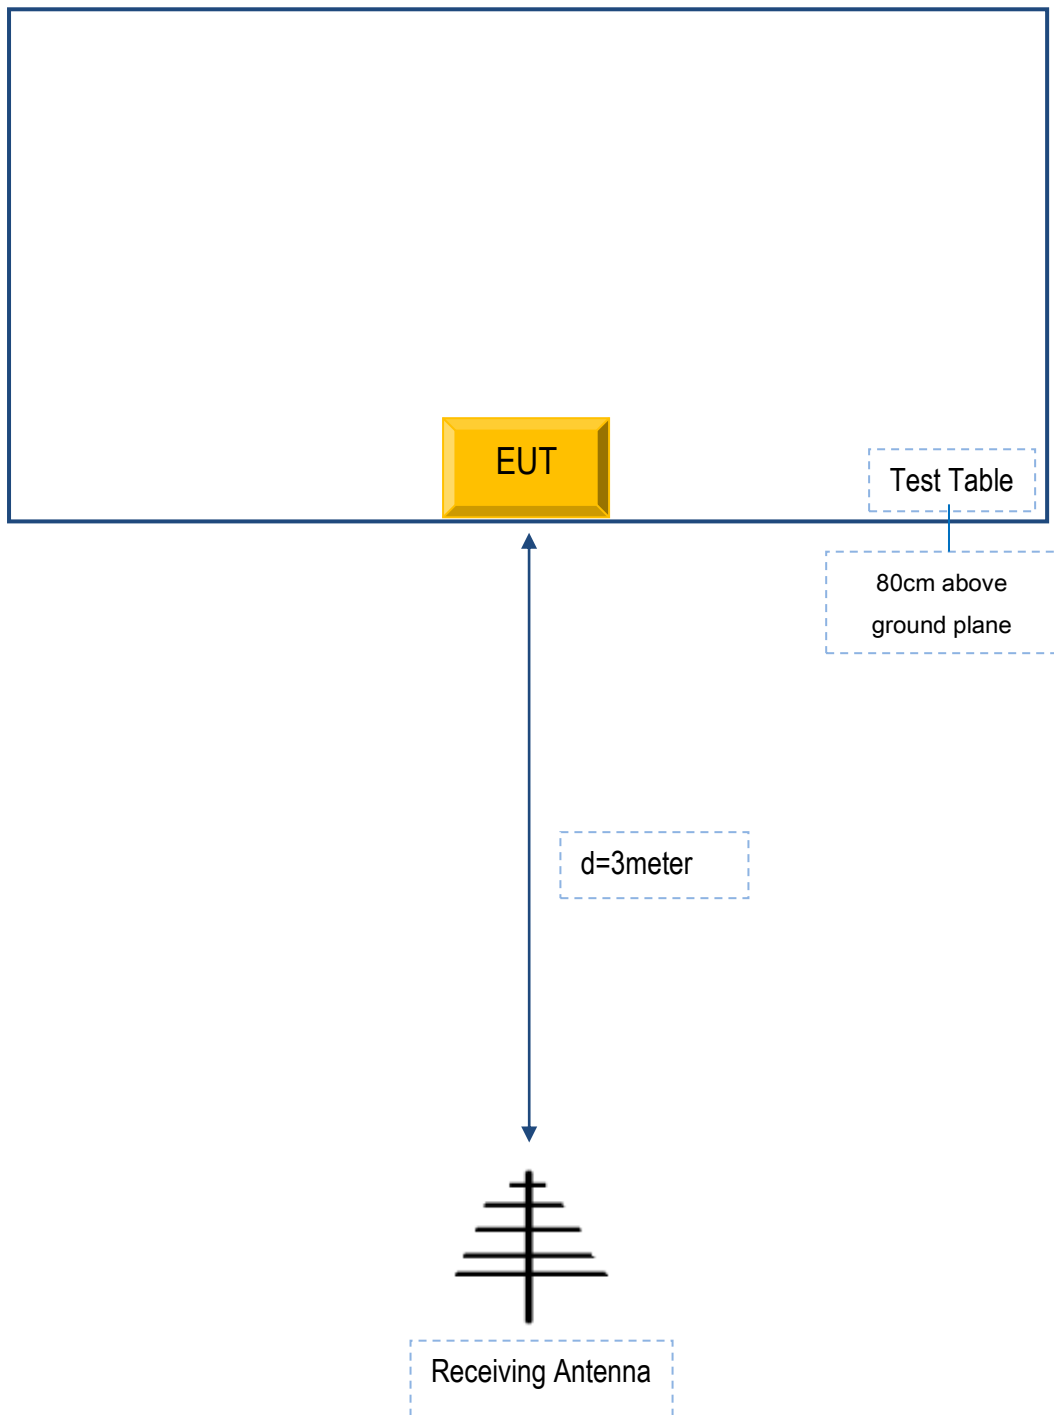 EUT
Test Table
80cm above
ground plane
d=3meter
Receiving Antenna